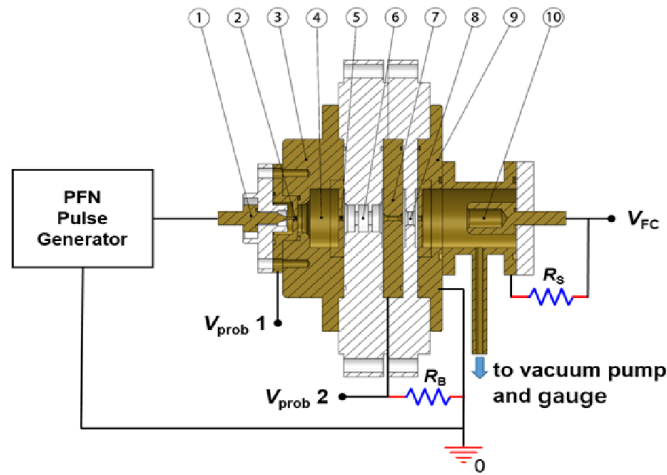 1 2 3 4 5 6 7 8 9 10
PFN
Pulse
Generator
VFC
RS
Vprob 1
Vprob 2
RB
to vacuum pump
and gauge
0